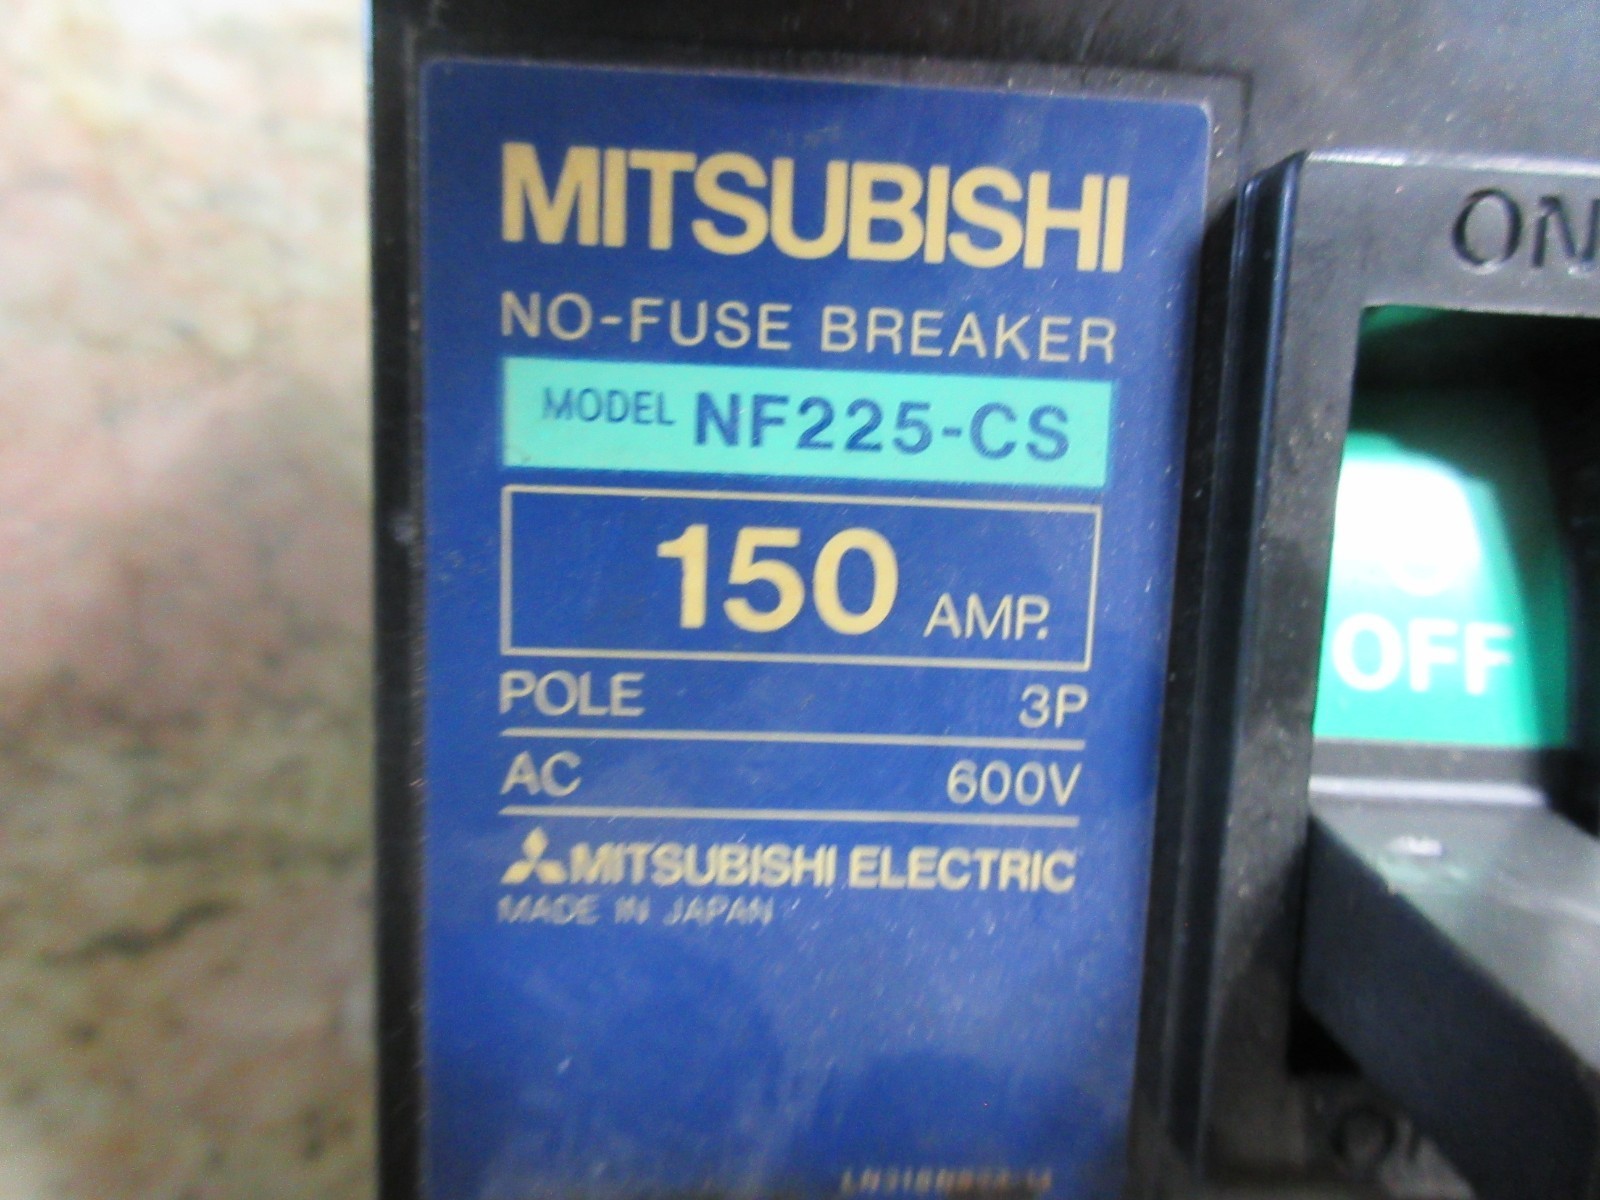 MITSUBISHI
NO-FUSE BREAKER
MODEL NF225-CS
150 AMP.
POLE 3P
AC 600V
MITSUBISHI ELECTRIC
MADE IN JAPAN
ON
OFF